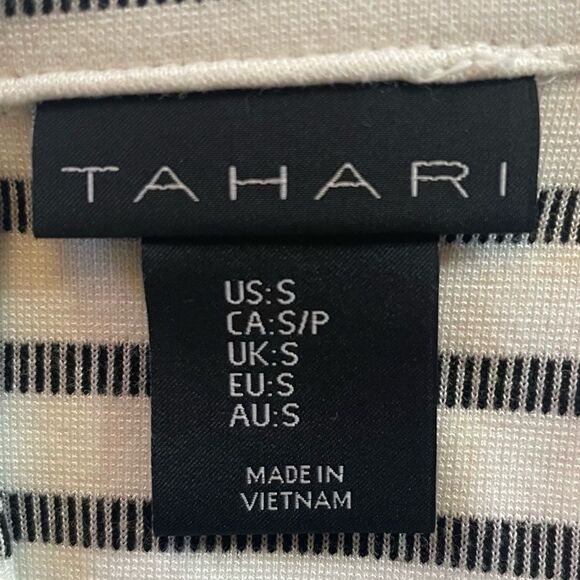 TAHARI
US:S
CA:S/P
UK:S
EU:S
AU:S
MADE IN
VIETNAM